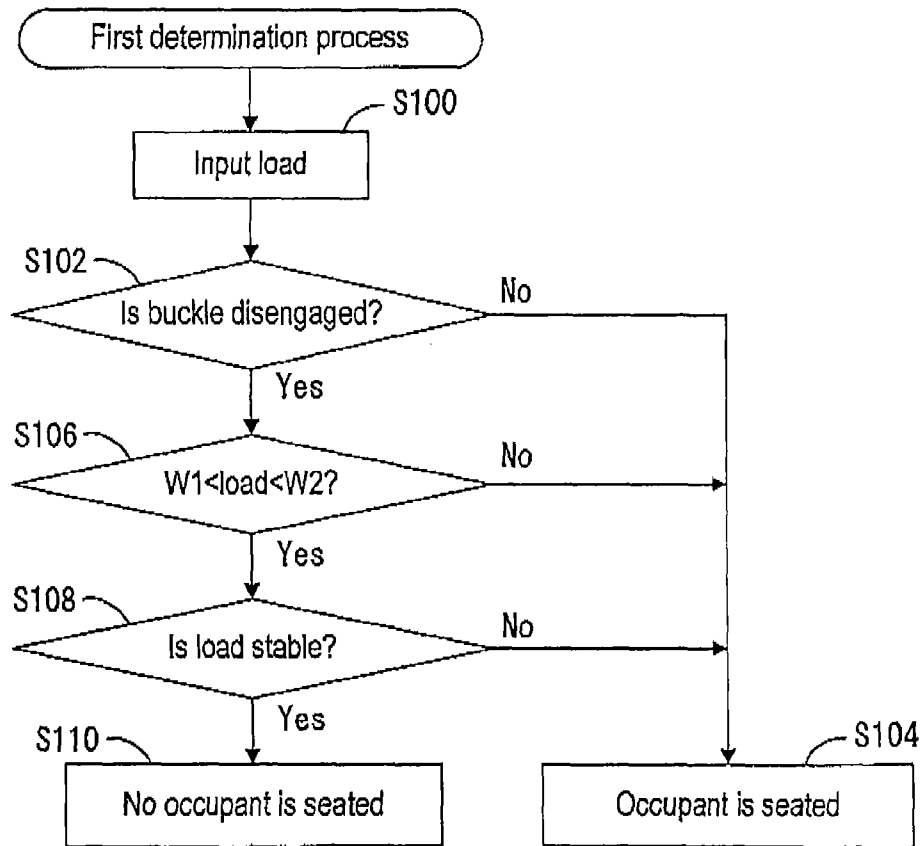 First determination process
S100
Input load
S102
Is buckle disengaged?
No
Yes
S106
W1<load<W2?
No
Yes
S108
Is load stable?
No
Yes
S110
No occupant is seated
S104
Occupant is seated